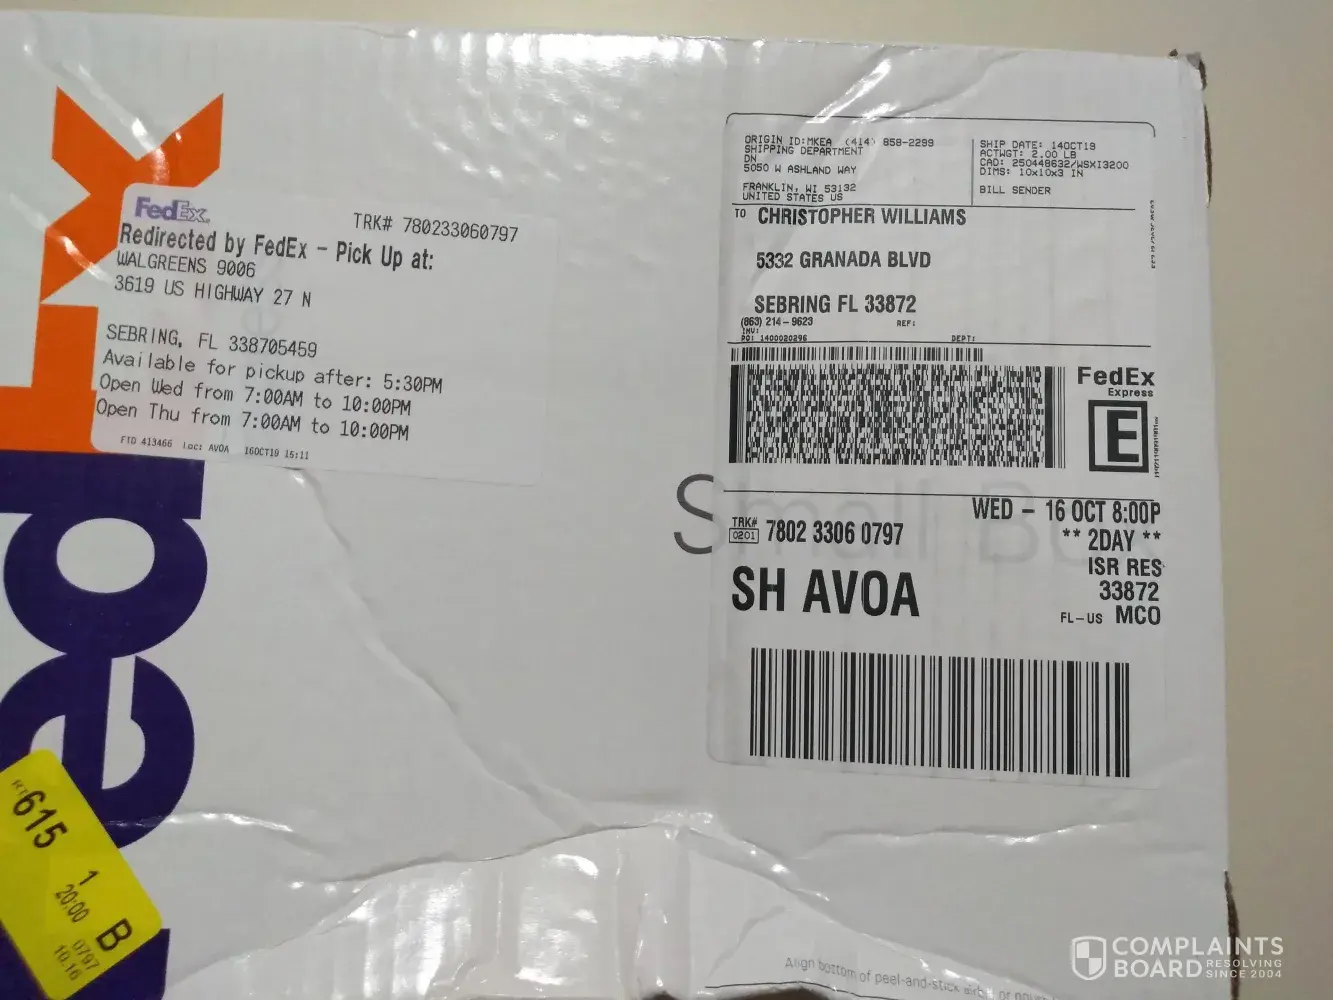 FedEx
TRK# 780233060797
Redirected by FedEx - Pick Up at:
WALGREENS 9006
3619 US HIGHWAY 27 N
SEBRING, FL 338705459
Available for pickup after: 5:30PM
Open Wed from 7:00AM to 10:00PM
Open Thu from 7:00AM to 10:00PM
FTD 413466 Loc: AVOA 16OCT19 16:11
ORIGIN ID:MKEA (414) 858-2299
SHIPPING DEPARTMENT
DN
5050 W ASHLAND WAY
FRANKLIN, WI 53132
UNITED STATES US
SHIP DATE: 14OCT19
ACTWGT: 2.00 LB
CAD: 250448632/WSXI3200
DIMS: 10x10x3 IN
BILL SENDER
TO CHRISTOPHER WILLIAMS
5332 GRANADA BLVD
SEBRING FL 33872
(863) 214-9623 REF:
INV:
PO: 1400020296 DEPT:
FedEx
Express
E
Small Box
WED - 16 OCT 8:00P
TRK# 7802 3306 0797
0201
** 2DAY **
ISR RES
SH AVOA
33872
FL-US MCO
RT
615
1
20:00 B
0797
10.16
Align bottom of peel-and-stick
COMPLAINTS
BOARD RESOLVING
SINCE 2004